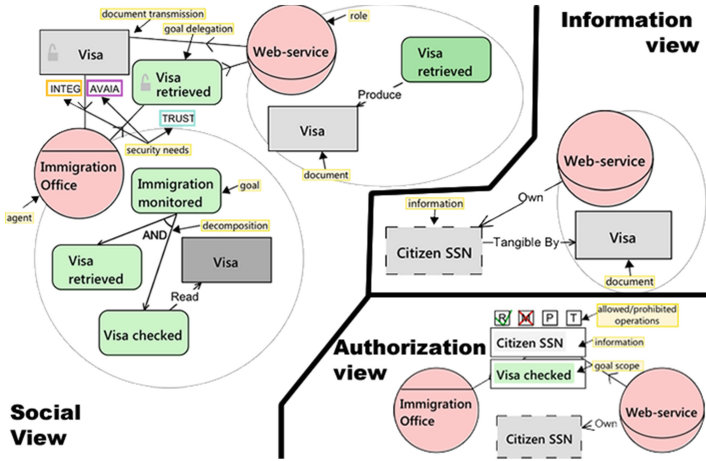 document transmission
goal delegation
role
Visa
Web-service
Visa
retrieved
INTEG
AVAIA
TRUST
security needs
Visa
retrieved
Produce
Visa
document
Immigration
Office
agent
Immigration
monitored
goal
AND
decomposition
Visa
retrieved
Visa
Read
Visa checked
Social
View
Information
view
Web-service
information
Own
Citizen SSN
Tangible By
Visa
document
Authorization
view
R
M
P
T
allowed/prohibited
operations
Citizen SSN
information
Visa checked
goal scope
Immigration
Office
Web-service
Own
Citizen SSN